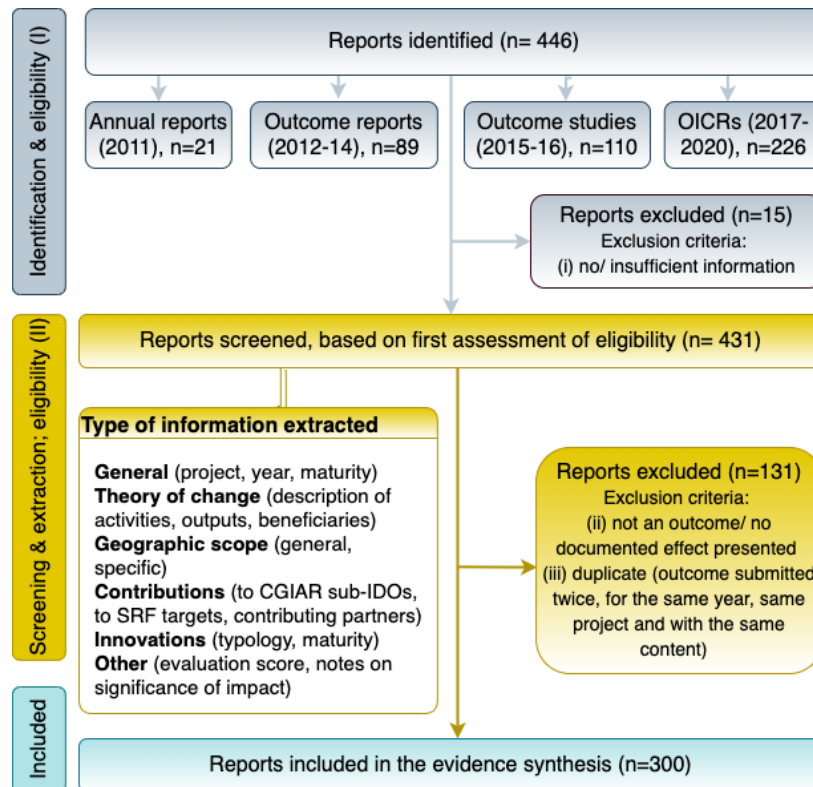 Identification & eligibility (I)
Reports identified (n= 446)
Annual reports
(2011), n=21
Outcome reports
(2012-14), n=89
Outcome studies
(2015-16), n=110
OICRs (2017-
2020), n=226
Reports excluded (n=15)
Exclusion criteria:
(i) no/ insufficient information
Screening & extraction; eligibility (II)
Reports screened, based on first assessment of eligibility (n= 431)
Type of information extracted
General (project, year, maturity)
Theory of change (description of
activities, outputs, beneficiaries)
Geographic scope (general,
specific)
Contributions (to CGIAR sub-IDOs,
to SRF targets, contributing partners)
Innovations (typology, maturity)
Other (evaluation score, notes on
significance of impact)
Reports excluded (n=131)
Exclusion criteria:
(ii) not an outcome/ no
documented effect presented
(iii) duplicate (outcome submitted
twice, for the same year, same
project and with the same
content)
Included
Reports included in the evidence synthesis (n=300)